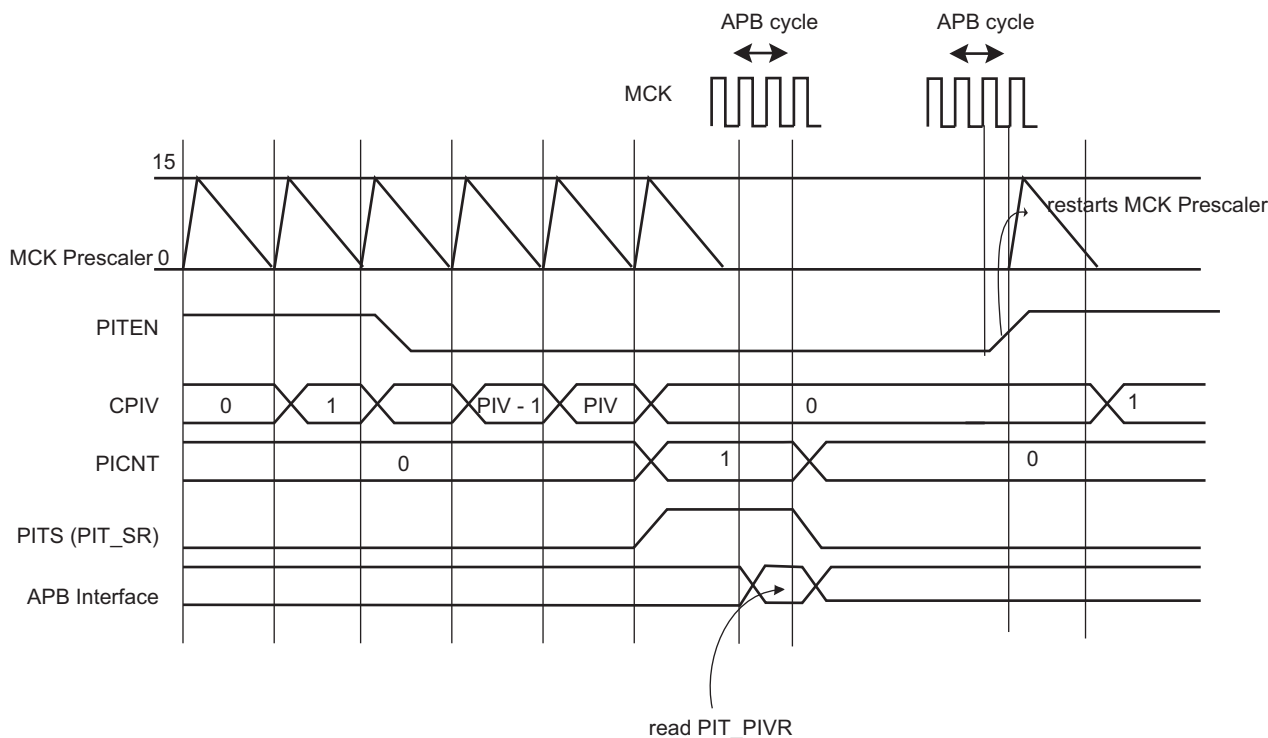 APB cycle
APB cycle
MCK
15
restarts MCK Prescaler
MCK Prescaler 0
PITEN
CPIV
0
1
PIV - 1
PIV
0
1
PICNT
0
1
0
PITS (PIT_SR)
APB Interface
read PIT_PIVR